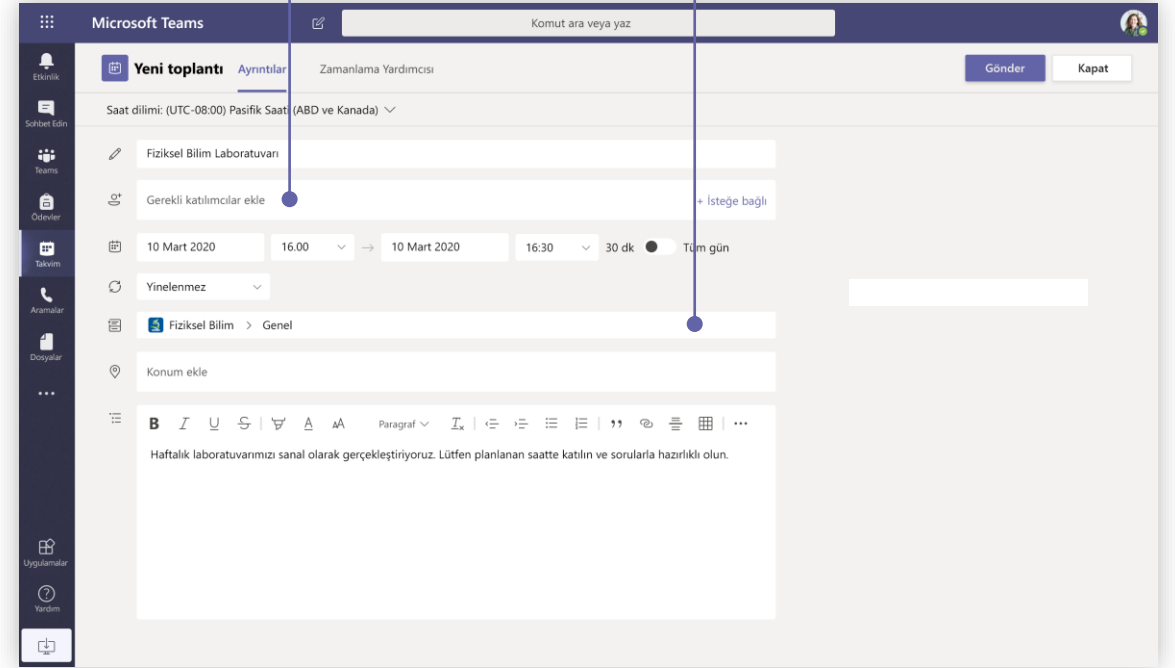 Microsoft Teams
Komut ara veya yaz
Etkinlik
Sohbet Edin
Teams
Ödevler
Takvim
Aramalar
Dosyalar
Uygulamalar
Yardım
Yeni toplantı Ayrıntılar Zamanlama Yardımcısı
Gönder Kapat
Saat dilimi: (UTC-08:00) Pasifik Saati (ABD ve Kanada)
Fiziksel Bilim Laboratuvarı
Gerekli katılımcılar ekle + İsteğe bağlı
10 Mart 2020 16.00 → 10 Mart 2020 16:30 30 dk Tüm gün
Yinelenmez
Fiziksel Bilim > Genel
Konum ekle
B I U S A AA Paragraf Ix
Haftalık laboratuvarımızı sanal olarak gerçekleştiriyoruz. Lütfen planlanan saatte katılın ve sorularla hazırlıklı olun.